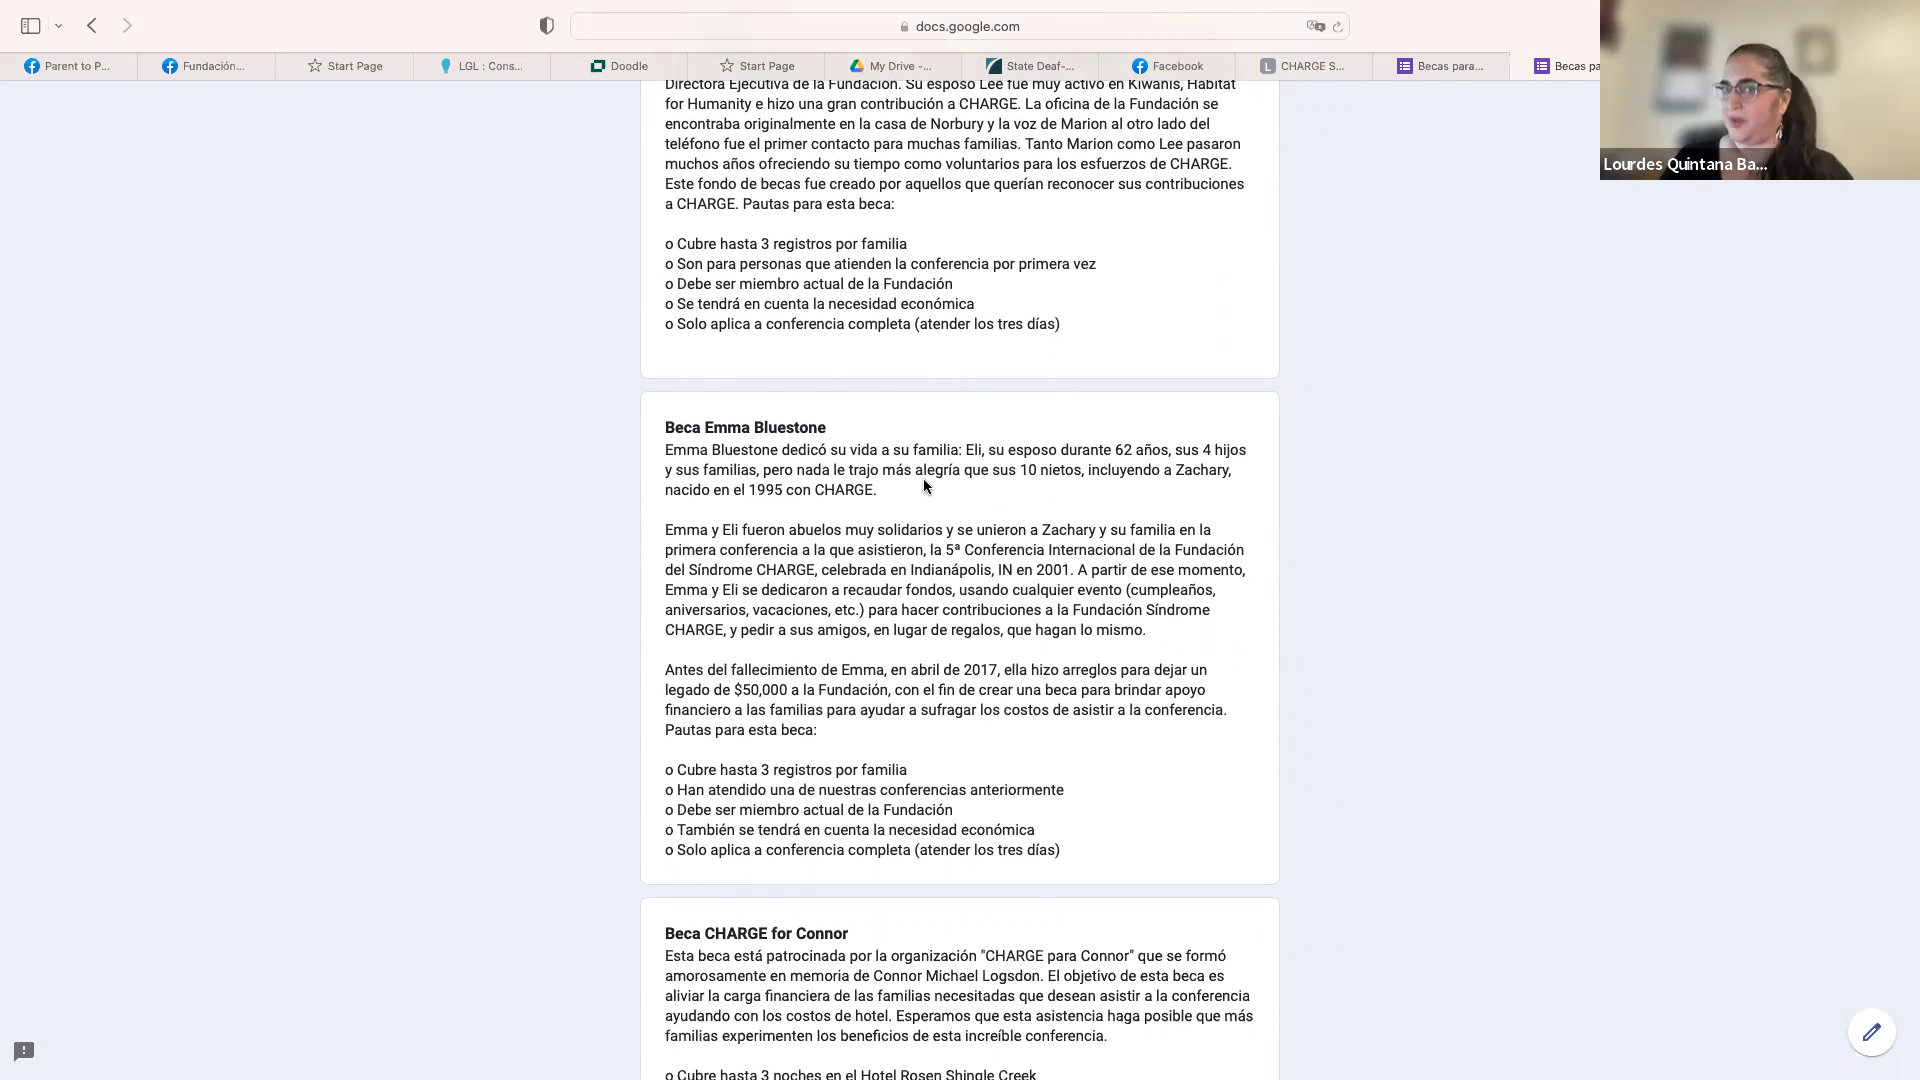 docs.google.com
Parent to P...
Fundación...
Start Page
LGL : Cons...
Doodle
Start Page
My Drive -...
State Deaf-...
Facebook
CHARGE S...
Becas para...
Becas pa
Lourdes Quintana Ba...
Directora Ejecutiva de la Fundación. Su esposo Lee fue muy activo en Kiwanis, Habitat
for Humanity e hizo una gran contribución a CHARGE. La oficina de la Fundación se
encontraba originalmente en la casa de Norbury y la voz de Marion al otro lado del
teléfono fue el primer contacto para muchas familias. Tanto Marion como Lee pasaron
muchos años ofreciendo su tiempo como voluntarios para los esfuerzos de CHARGE.
Este fondo de becas fue creado por aquellos que querían reconocer sus contribuciones
a CHARGE. Pautas para esta beca:
o Cubre hasta 3 registros por familia
o Son para personas que atienden la conferencia por primera vez
o Debe ser miembro actual de la Fundación
o Se tendrá en cuenta la necesidad económica
o Solo aplica a conferencia completa (atender los tres días)
Beca Emma Bluestone
Emma Bluestone dedicó su vida a su familia: Eli, su esposo durante 62 años, sus 4 hijos
y sus familias, pero nada le trajo más alegría que sus 10 nietos, incluyendo a Zachary,
nacido en el 1995 con CHARGE.
Emma y Eli fueron abuelos muy solidarios y se unieron a Zachary y su familia en la
primera conferencia a la que asistieron, la 5ª Conferencia Internacional de la Fundación
del Síndrome CHARGE, celebrada en Indianápolis, IN en 2001. A partir de ese momento,
Emma y Eli se dedicaron a recaudar fondos, usando cualquier evento (cumpleaños,
aniversarios, vacaciones, etc.) para hacer contribuciones a la Fundación Síndrome
CHARGE, y pedir a sus amigos, en lugar de regalos, que hagan lo mismo.
Antes del fallecimiento de Emma, en abril de 2017, ella hizo arreglos para dejar un
legado de $50,000 a la Fundación, con el fin de crear una beca para brindar apoyo
financiero a las familias para ayudar a sufragar los costos de asistir a la conferencia.
Pautas para esta beca:
o Cubre hasta 3 registros por familia
o Han atendido una de nuestras conferencias anteriormente
o Debe ser miembro actual de la Fundación
o También se tendrá en cuenta la necesidad económica
o Solo aplica a conferencia completa (atender los tres días)
Beca CHARGE for Connor
Esta beca está patrocinada por la organización "CHARGE para Connor" que se formó
amorosamente en memoria de Connor Michael Logsdon. El objetivo de esta beca es
aliviar la carga financiera de las familias necesitadas que desean asistir a la conferencia
ayudando con los costos de hotel. Esperamos que esta asistencia haga posible que más
familias experimenten los beneficios de esta increíble conferencia.
o Cubre hasta 3 noches en el Hotel Rosen Shingle Creek